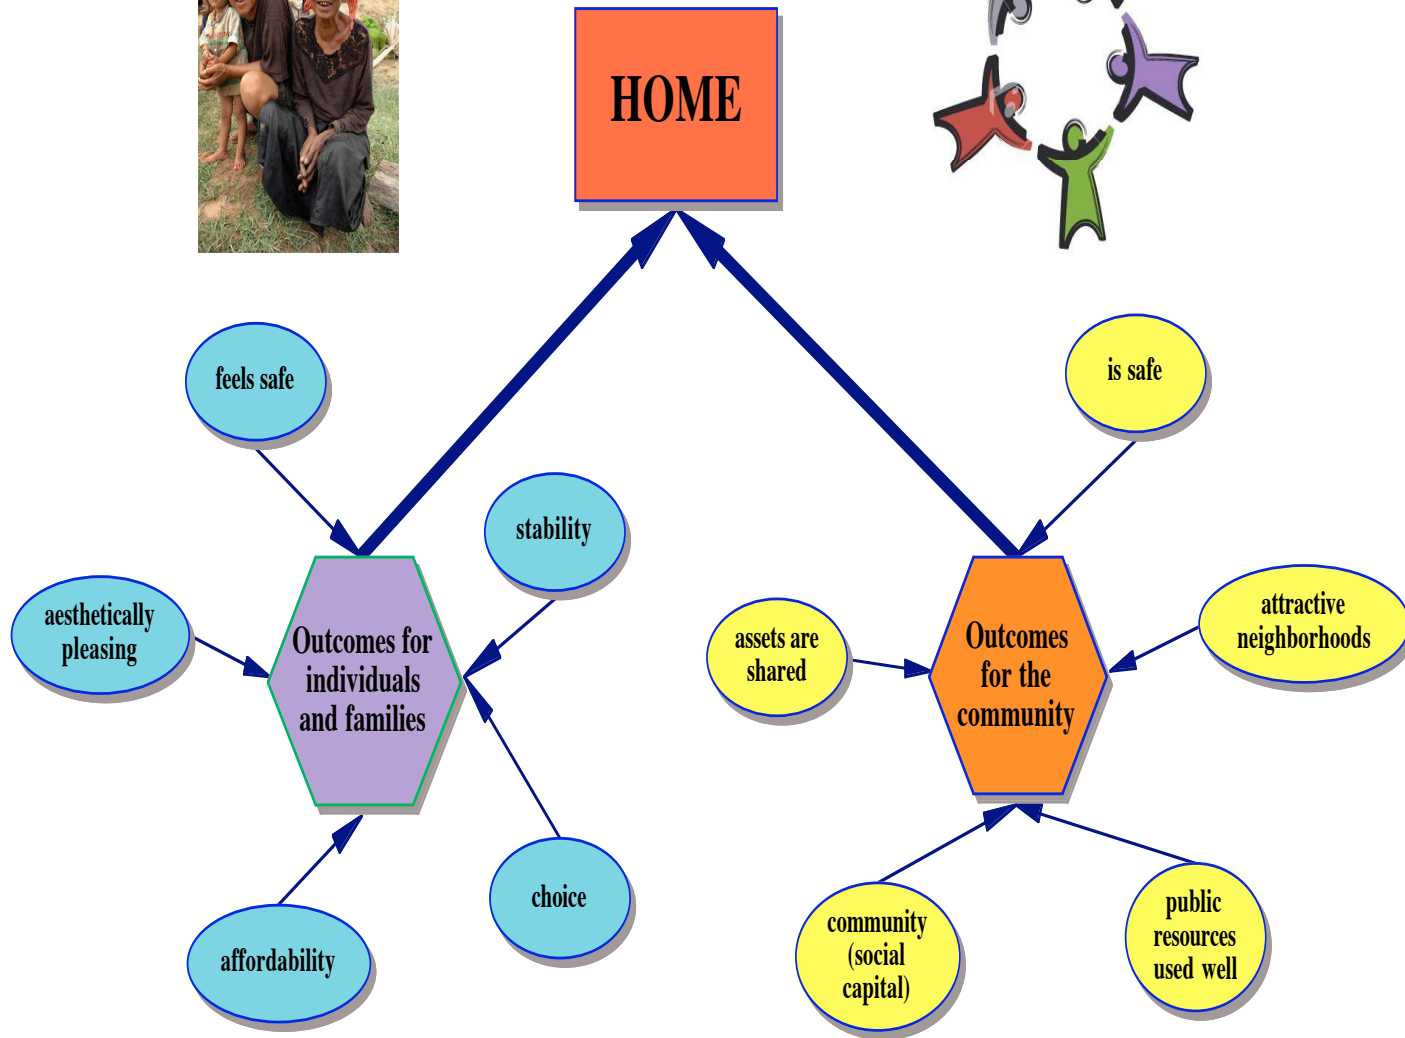 HOME
feels safe
is safe
stability
aesthetically
pleasing
Outcomes for
individuals
and families
assets are
shared
Outcomes
for the
community
attractive
neighborhoods
affordability
choice
community
(social
capital)
public
resources
used well